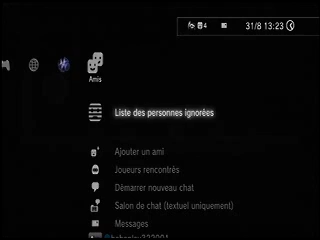 4
31/8 13:23
Amis
Liste des personnes ignorées
Ajouter un ami
Joueurs rencontrés
Démarrer nouveau chat
Salon de chat (textuel uniquement)
Messages